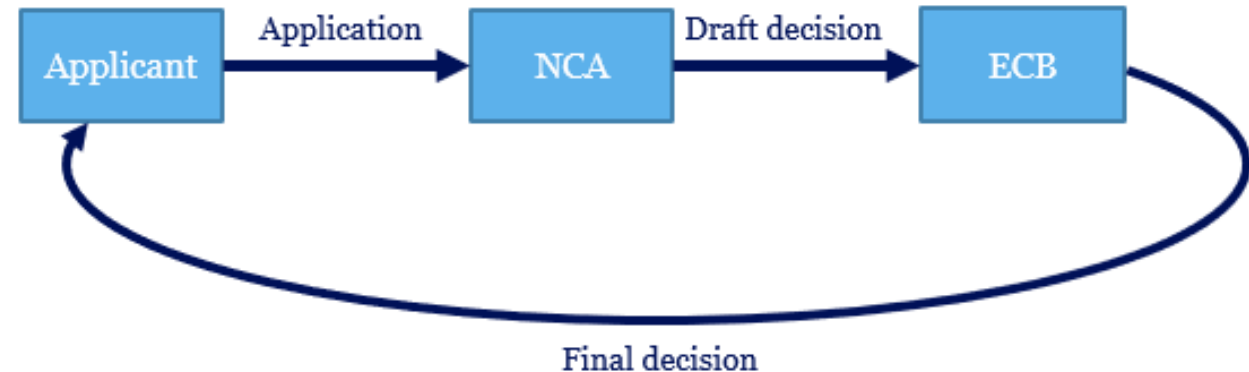 Application
Draft decision
Applicant
NCA
ECB
Final decision